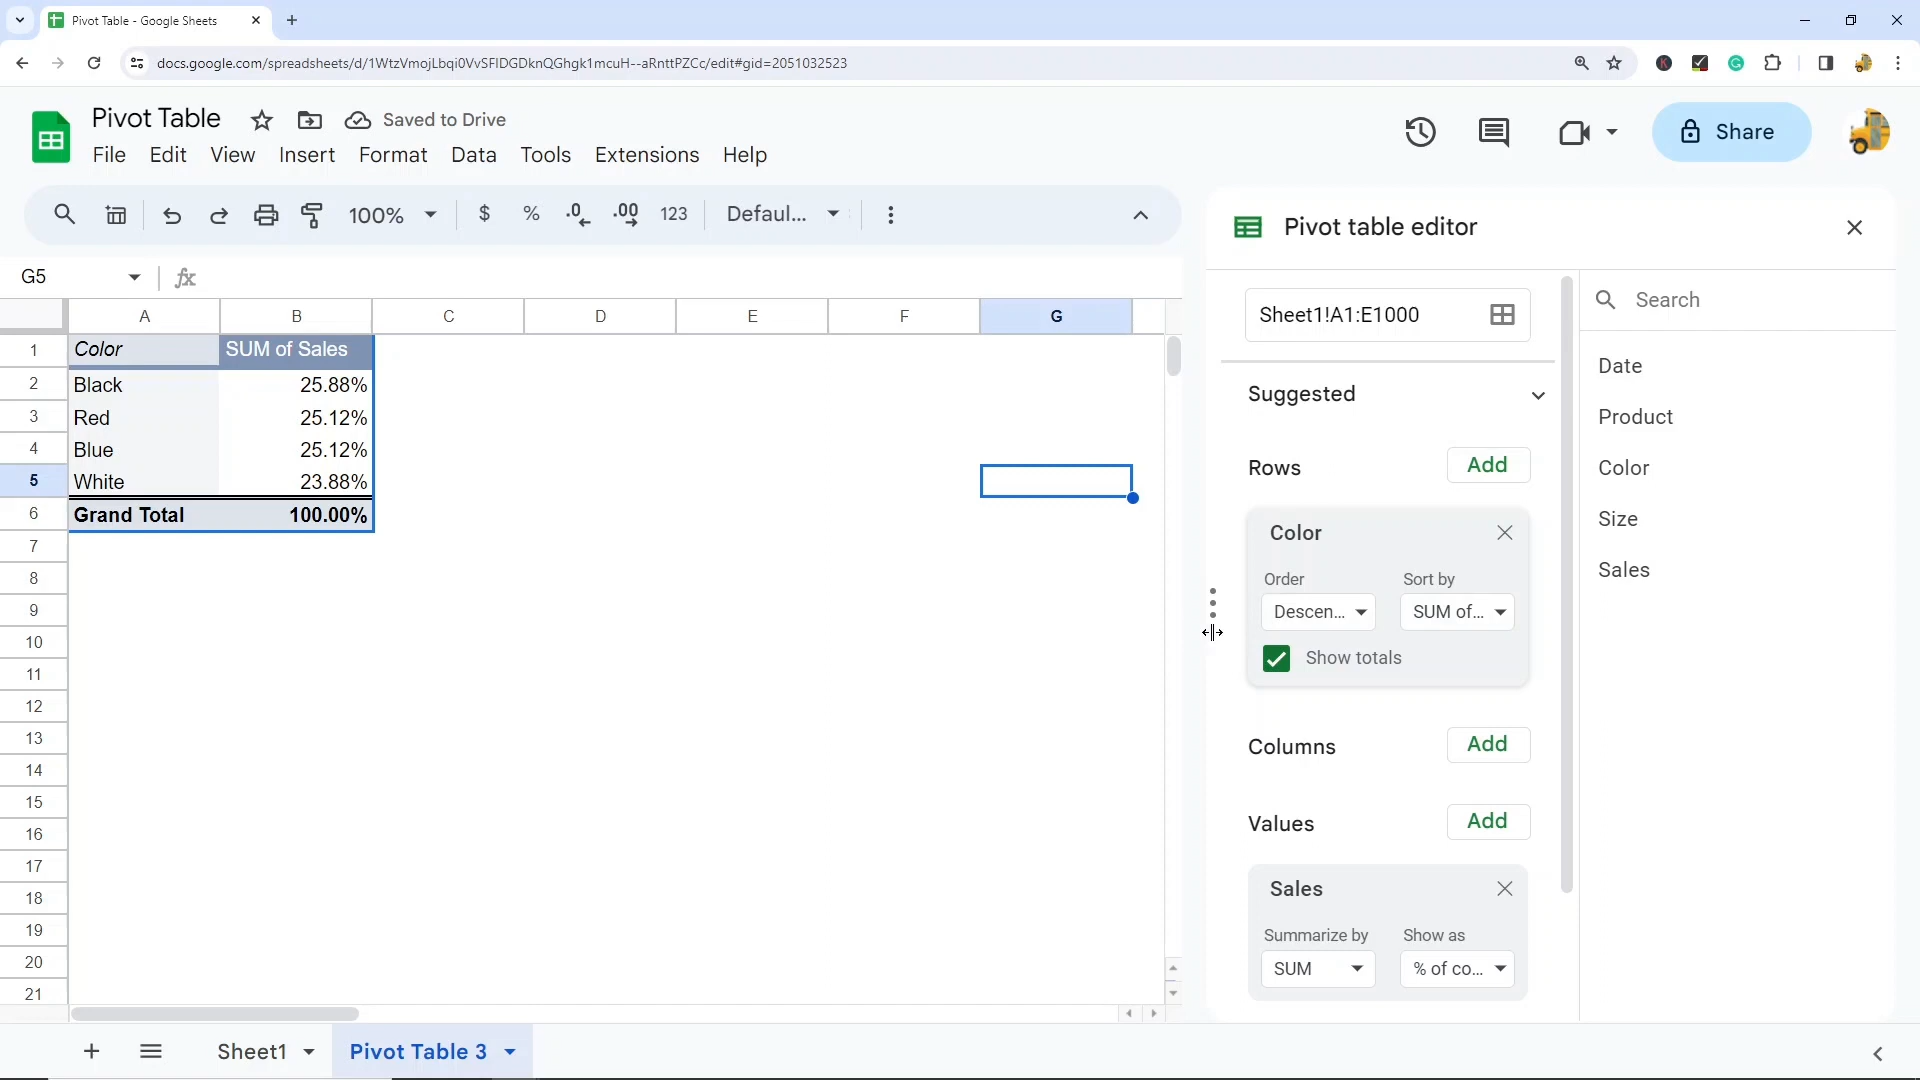 Pivot Table - Google Sheets
docs.google.com/spreadsheets/d/1WtzVmojLbqi0VvSFlDGDknQGhgk1mcuH--aRnttPZCc/edit#gid=2051032523
Pivot Table Saved to Drive
File Edit View Insert Format Data Tools Extensions Help
Share
100% $ % .0 .00 123 Defaul...
G5 fx
A B C D E F G
1 Color SUM of Sales
2 Black 25.88%
3 Red 25.12%
4 Blue 25.12%
5 White 23.88%
6 Grand Total 100.00%
7
8
9
10
11
12
13
14
15
16
17
18
19
20
21
Pivot table editor
Sheet1!A1:E1000
Suggested
Rows Add
Color
Order Sort by
Descen... SUM of...
Show totals
Columns Add
Values Add
Sales
Summarize by Show as
SUM % of co...
Search
Date
Product
Color
Size
Sales
Sheet1 Pivot Table 3